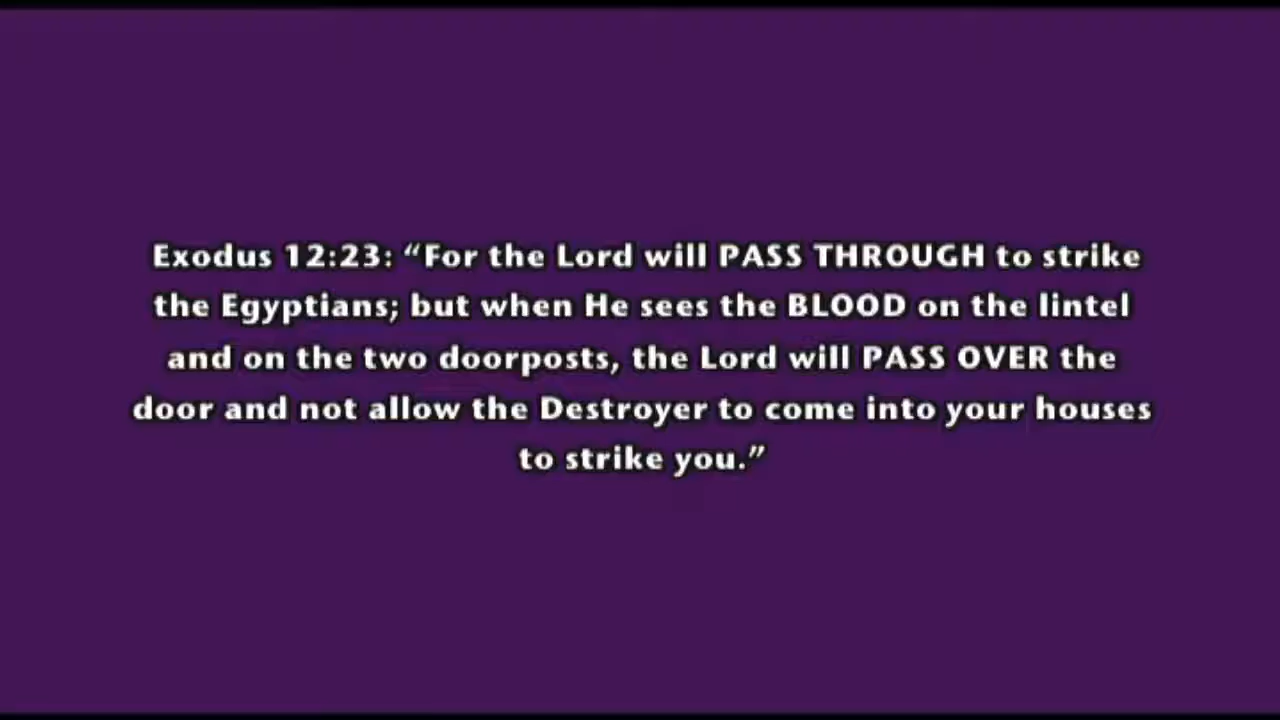 Exodus 12:23: “For the Lord will PASS THROUGH to strike
the Egyptians; but when He sees the BLOOD on the lintel
and on the two doorposts, the Lord will PASS OVER the
door and not allow the Destroyer to come into your houses
to strike you.”